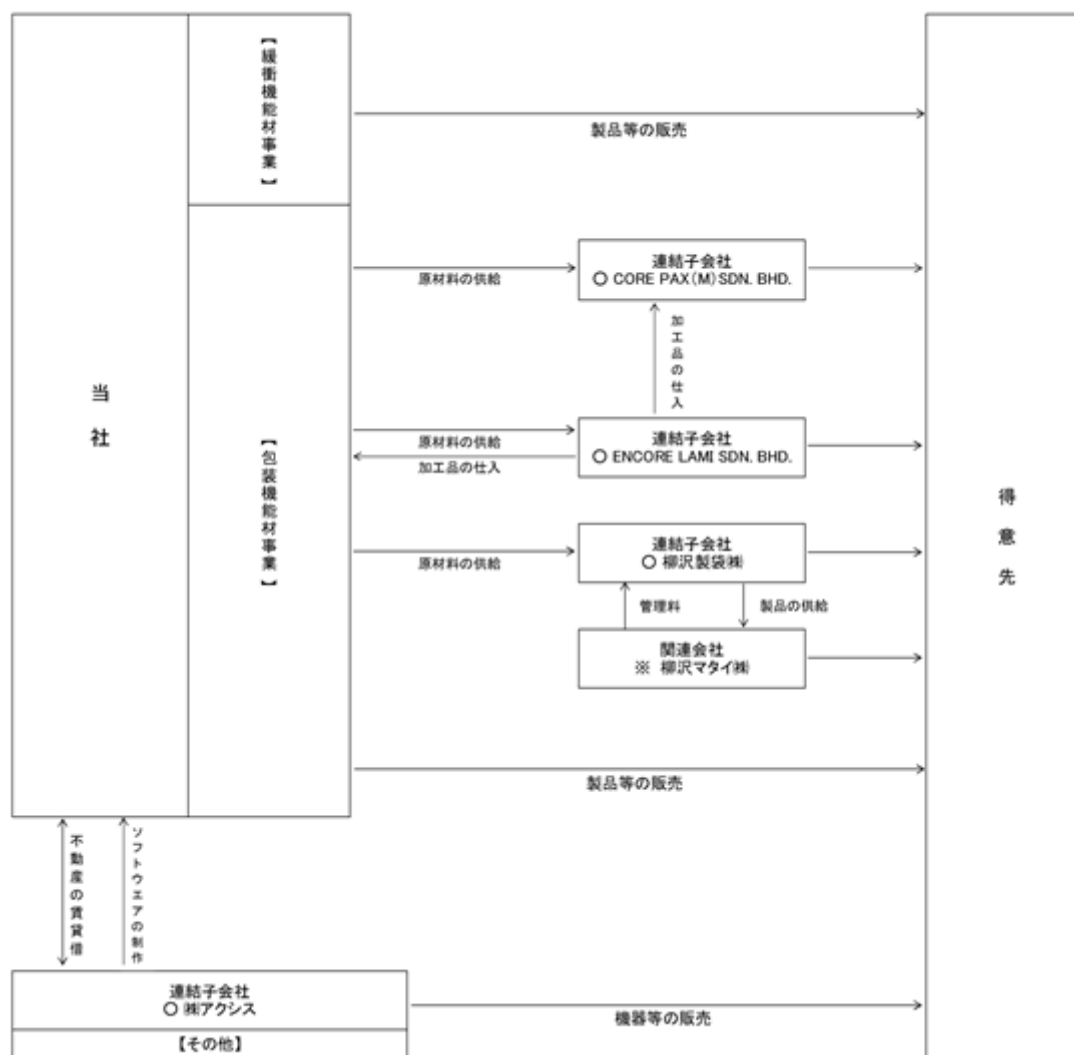 【緩衝機能材事業】
製品等の販売
連結子会社
○ CORE PAX(M)SDN. BHD.
原材料の供給
加工品の仕入
当社
【包装機能材事業】
原材料の供給
加工品の仕入
連結子会社
○ ENCORE LAMI SDN. BHD.
得意先
連結子会社
○ 柳沢製袋㈱
原材料の供給
管理料
製品の供給
関連会社
※ 柳沢マタイ㈱
製品等の販売
不動産の賃貸借
ソフトウエアの制作
連結子会社
○ ㈱アクシス
【その他】
機器等の販売